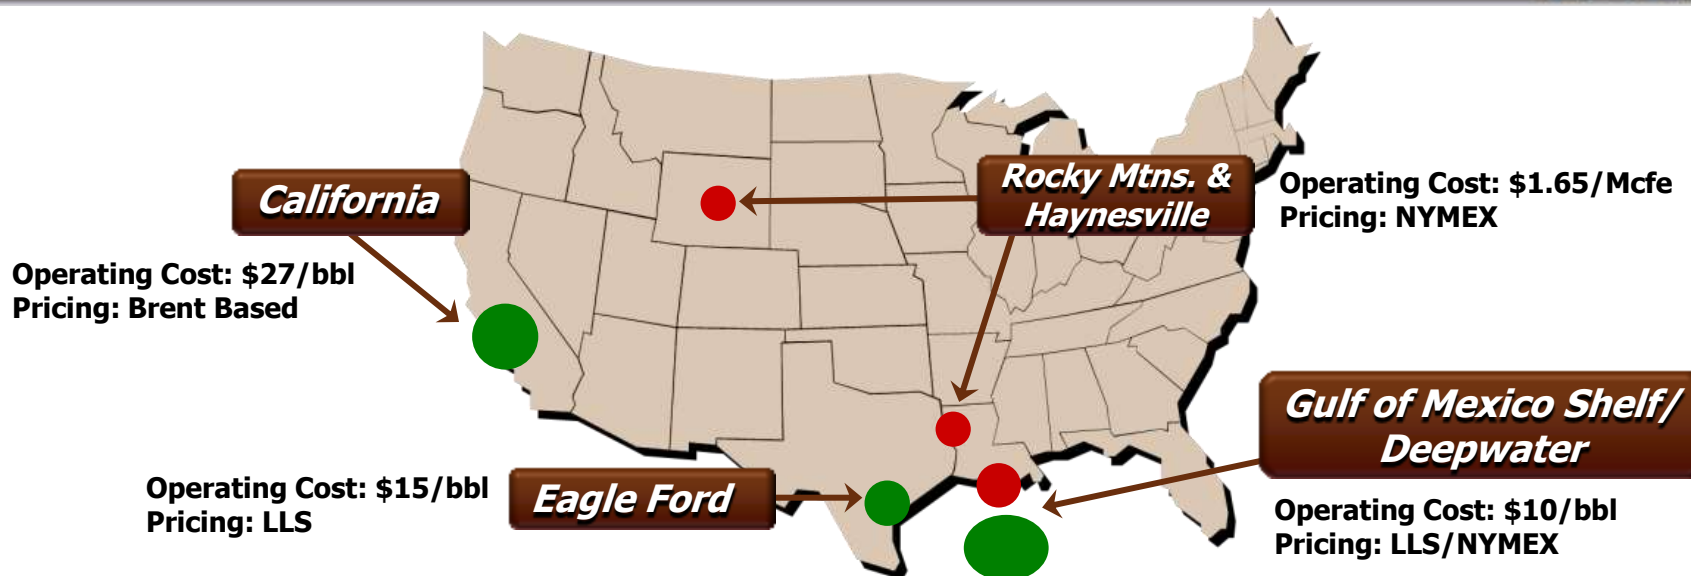 California
Operating Cost: $27/bbl
Pricing: Brent Based
Rocky Mtns. &
Haynesville
Operating Cost: $1.65/Mcfe
Pricing: NYMEX
Operating Cost: $15/bbl
Pricing: LLS
Eagle Ford
Gulf of Mexico Shelf/
Deepwater
Operating Cost: $10/bbl
Pricing: LLS/NYMEX